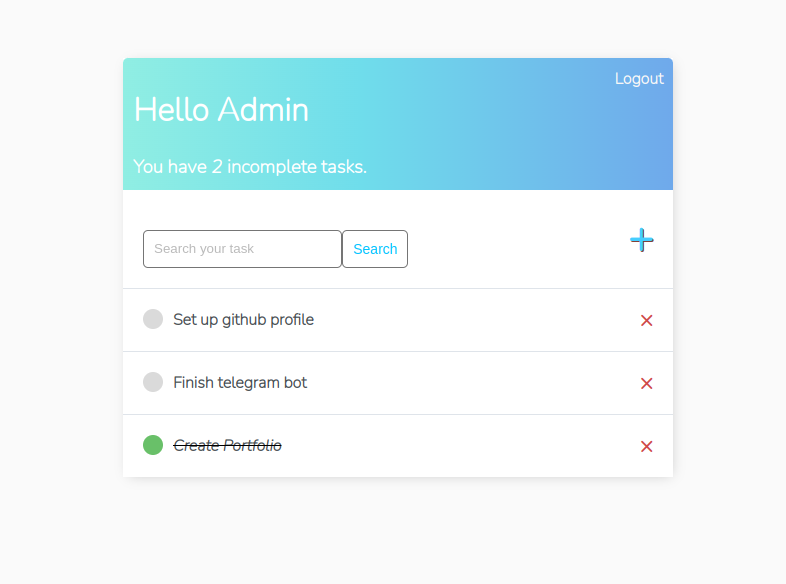 Logout
Hello Admin
You have 2 incomplete tasks.
Search your task Search
Set up github profile
Finish telegram bot
Create Portfolio